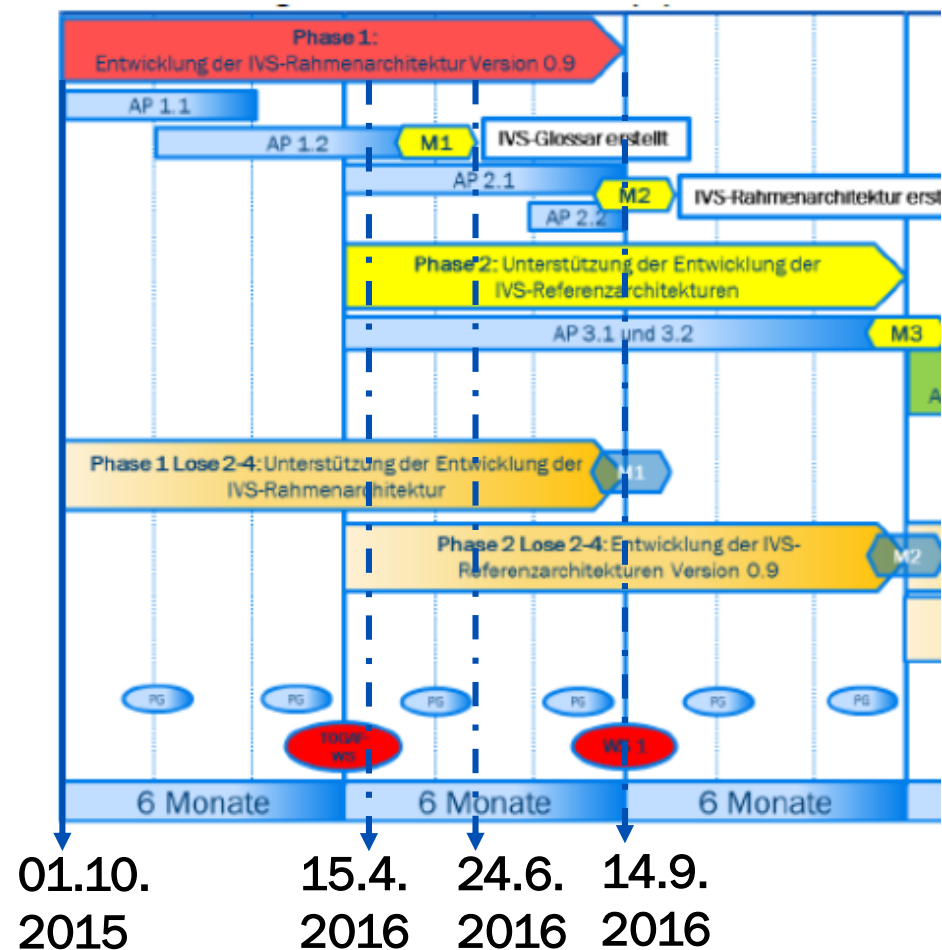 Phase 1:
Entwicklung der IVS-Rahmenarchitektur Version 0.9
AP 1.1
AP 1.2
M1
IVS-Glossar erstellt
AP 2.1
M2
IVS-Rahmenarchitektur erst
AP 2.2
Phase 2: Unterstützung der Entwicklung der
IVS-Referenzarchitekturen
AP 3.1 und 3.2
M3
A
Phase 1 Lose 2-4: Unterstützung der Entwicklung der
IVS-Rahmenarchitektur
M1
Phase 2 Lose 2-4: Entwicklung der IVS-
Referenzarchitekturen Version 0.9
M2
PG
PG
PG
PG
PG
PG
TOGAF-
WS
WS 1
6 Monate
6 Monate
6 Monate
01.10.
2015
15.4.
2016
24.6.
2016
14.9.
2016